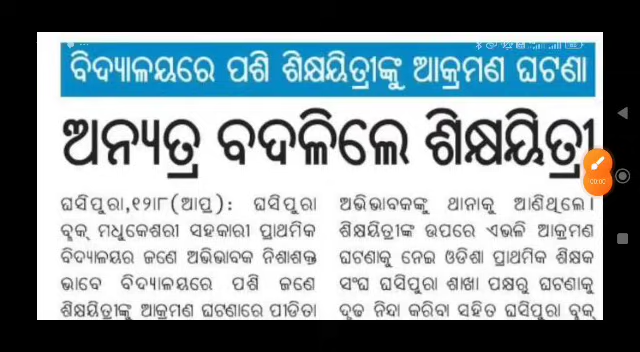 ବିଦ୍ୟାଳୟରେ ପଶି ଶିକ୍ଷୟିତ୍ରୀଙ୍କୁ ଆକ୍ରମଣ ଘଟଣା
ଅନ୍ୟତ୍ର ବଦଳିଲେ ଶିକ୍ଷୟିତ୍ରୀ
ଘସିପୁରା,୧୨।୮(ଆପ୍ର): ଘସିପୁରା
ବ୍ଲକ୍ ମଧୁକେଶରୀ ସହକାରୀ ପ୍ରାଥମିକ
ବିଦ୍ୟାଳୟର ଜଣେ ଅଭିଭାବକ ନିଶାଶକ୍ତ
ଭାବେ ବିଦ୍ୟାଳୟରେ ପଶି ଜଣେ
ଶିକ୍ଷୟିତ୍ରୀଙ୍କୁ ଆକ୍ରମଣ ଘଟଣାରେ ପୀଡିତା
ଅଭିଭାବକଙ୍କୁ ଥାନାକୁ ଆଣିଥିଲେ।
ଶିକ୍ଷୟିତ୍ରୀଙ୍କ ଉପରେ ଏଭଳି ଆକ୍ରମଣ
ଘଟଣାକୁ ନେଇ ଓଡିଶା ପ୍ରାଥମିକ ଶିକ୍ଷକ
ସଂଘ ଘସିପୁରା ଶାଖା ପକ୍ଷରୁ ଘଟଣାକୁ
ଦୃଢ ନିନ୍ଦା କରିବା ସହିତ ଘସିପୁରା ବ୍ଲକ୍
00:00